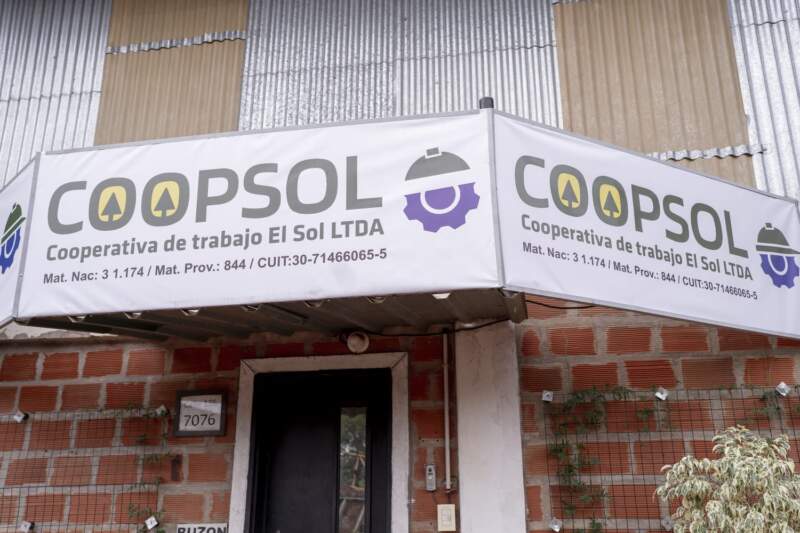 COOPSOL
Cooperativa de trabajo El Sol LTDA
Mat. Nac: 3 1.174 / Mat. Prov.: 844 / CUIT:30-71466065-5
COOPSOL
Cooperativa de trabajo El Sol LTDA
Mat. Nac: 3 1.174 / Mat. Prov.: 844 / CUIT:30-71466065-5
7076
BUZON